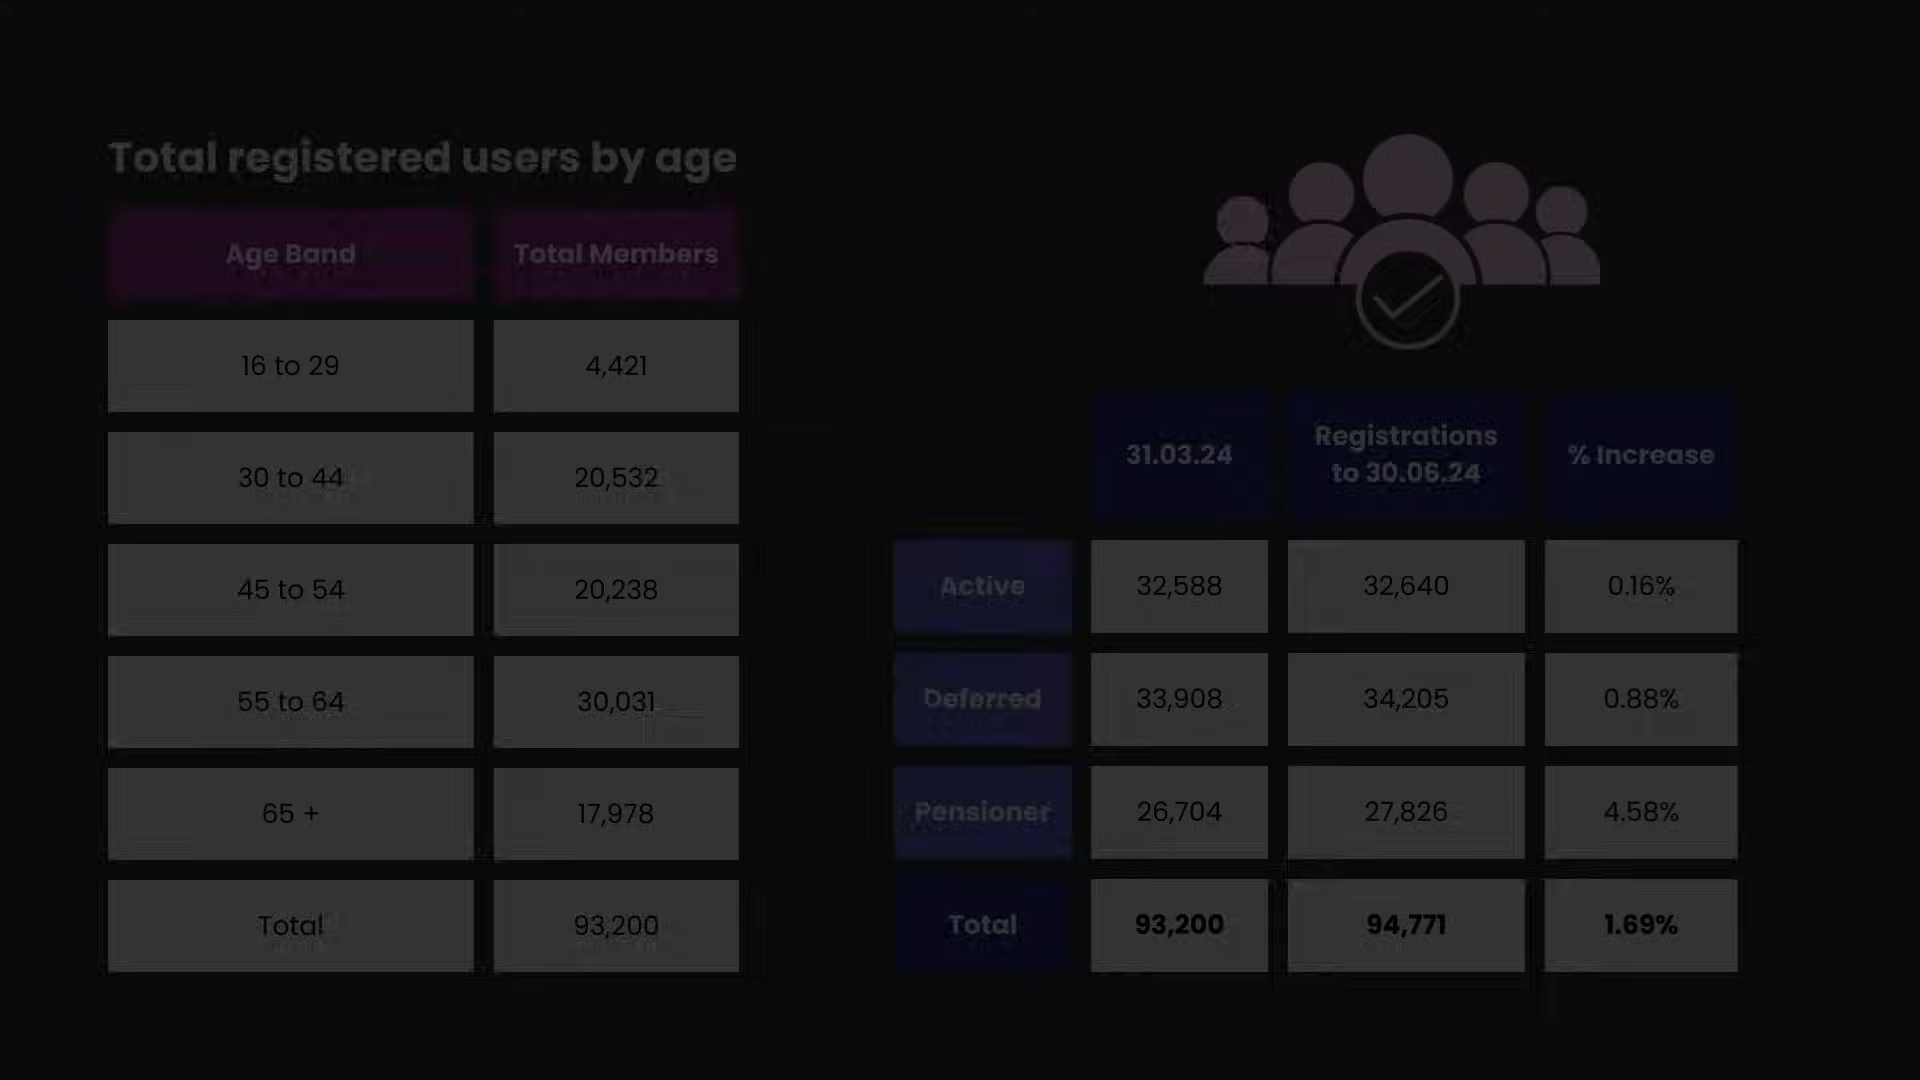 Total registered users by age
Age Band Total Members
16 to 29 4,421
30 to 44 20,532
45 to 54 20,238
55 to 64 30,031
65 + 17,978
Total 93,200
31.03.24 Registrations to 30.06.24 % Increase
Active 32,588 32,640 0.16%
Deferred 33,908 34,205 0.88%
Pensioner 26,704 27,826 4.58%
Total 93,200 94,771 1.69%